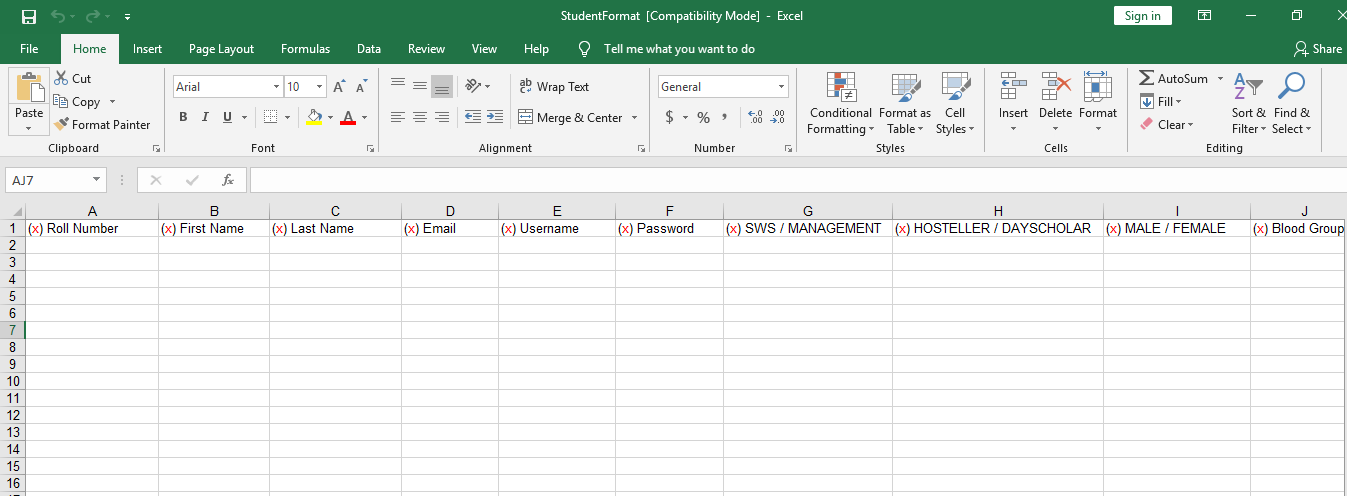 StudentFormat [Compatibility Mode] - Excel
Sign in
File Home Insert Page Layout Formulas Data Review View Help Tell me what you want to do Share
Paste
Cut
Copy
Format Painter
Clipboard
Arial 10 A A
B I U A
Font
ab Wrap Text
Merge & Center
Alignment
General
$ % ,
.00 .00
Number
Conditional Formatting
Format as Table
Cell Styles
Styles
Insert Delete Format
Cells
AutoSum
Fill
Clear
Sort & Filter
Find & Select
Editing
AJ7 fx
A B C D E F G H I J
1 (x) Roll Number (x) First Name (x) Last Name (x) Email (x) Username (x) Password (x) SWS / MANAGEMENT (x) HOSTELLER / DAYSCHOLAR (x) MALE / FEMALE (x) Blood Group
2
3
4
5
6
7
8
9
10
11
12
13
14
15
16